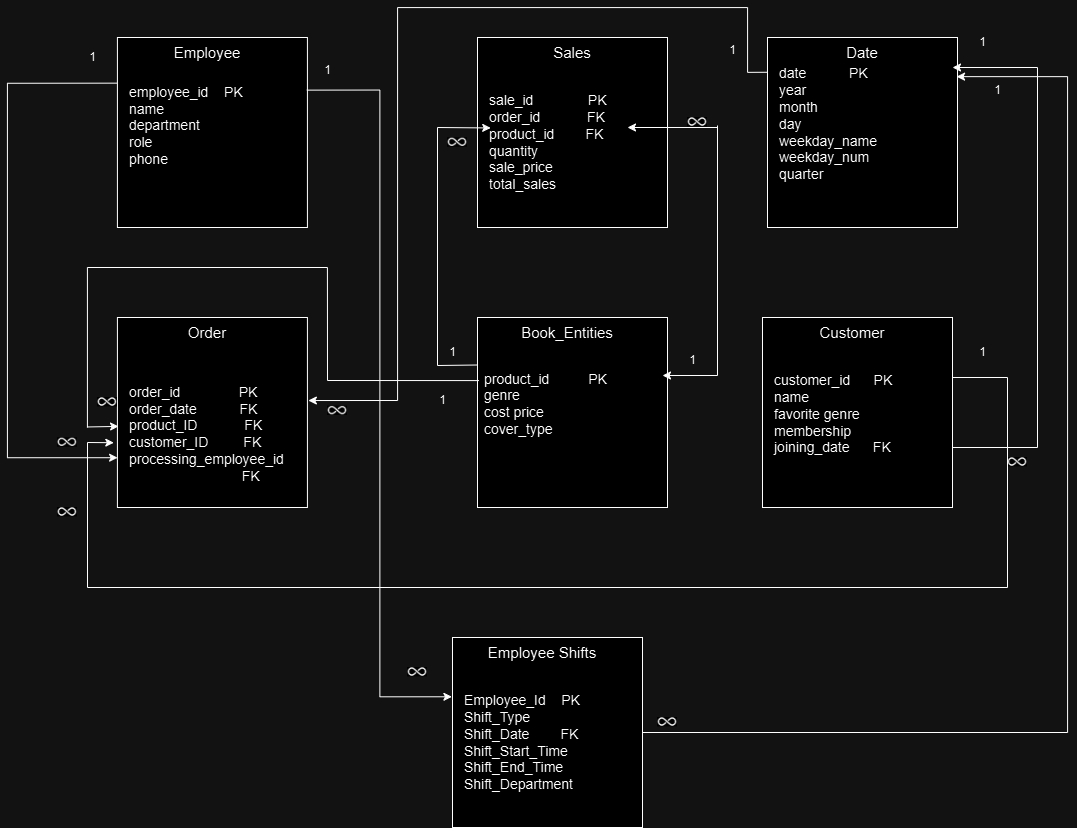 Employee
1
1
employee_id PK
name
department
role
phone
Sales
sale_id PK
order_id FK
product_id FK
quantity
sale_price
total_sales
∞
∞
Date
1
1
1
date PK
year
month
day
weekday_name
weekday_num
quarter
Order
order_id PK
order_date FK
product_ID FK
customer_ID FK
processing_employee_id
FK
∞
∞
∞
∞
Book_Entities
1
1
1
product_id PK
genre
cost price
cover_type
Customer
1
customer_id PK
name
favorite genre
membership
joining_date FK
∞
Employee Shifts
∞
∞
Employee_Id PK
Shift_Type
Shift_Date FK
Shift_Start_Time
Shift_End_Time
Shift_Department